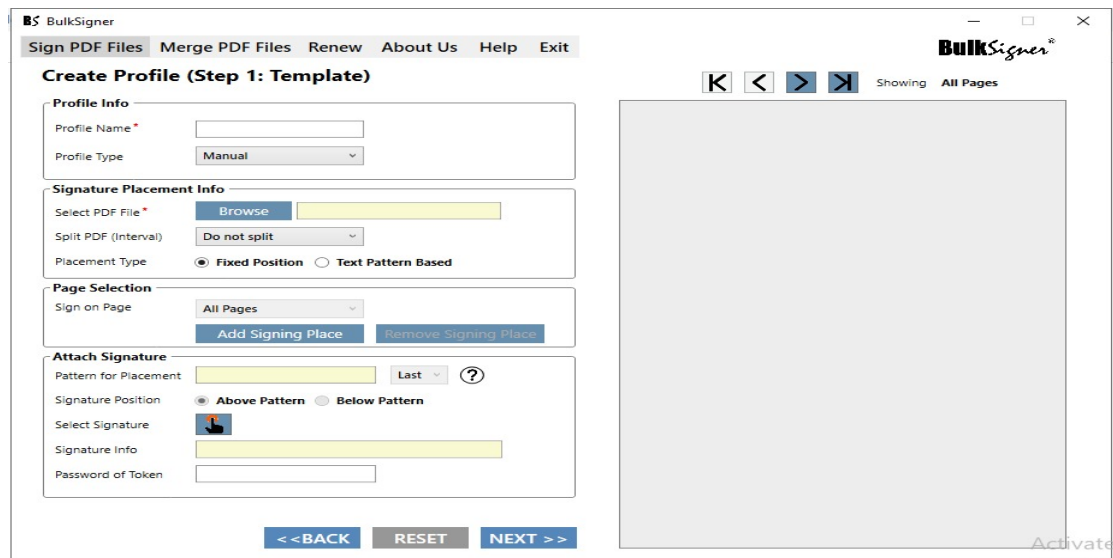 BS BulkSigner
Sign PDF Files Merge PDF Files Renew About Us Help Exit
BulkSigner®
Create Profile (Step 1: Template)
Showing All Pages
Profile Info
Profile Name *
Profile Type Manual
Signature Placement Info
Select PDF File * Browse
Split PDF (Interval) Do not split
Placement Type Fixed Position Text Pattern Based
Page Selection
Sign on Page All Pages
Add Signing Place Remove Signing Place
Attach Signature
Pattern for Placement Last ?
Signature Position Above Pattern Below Pattern
Select Signature
Signature Info
Password of Token
<<BACK RESET NEXT >>
Activate